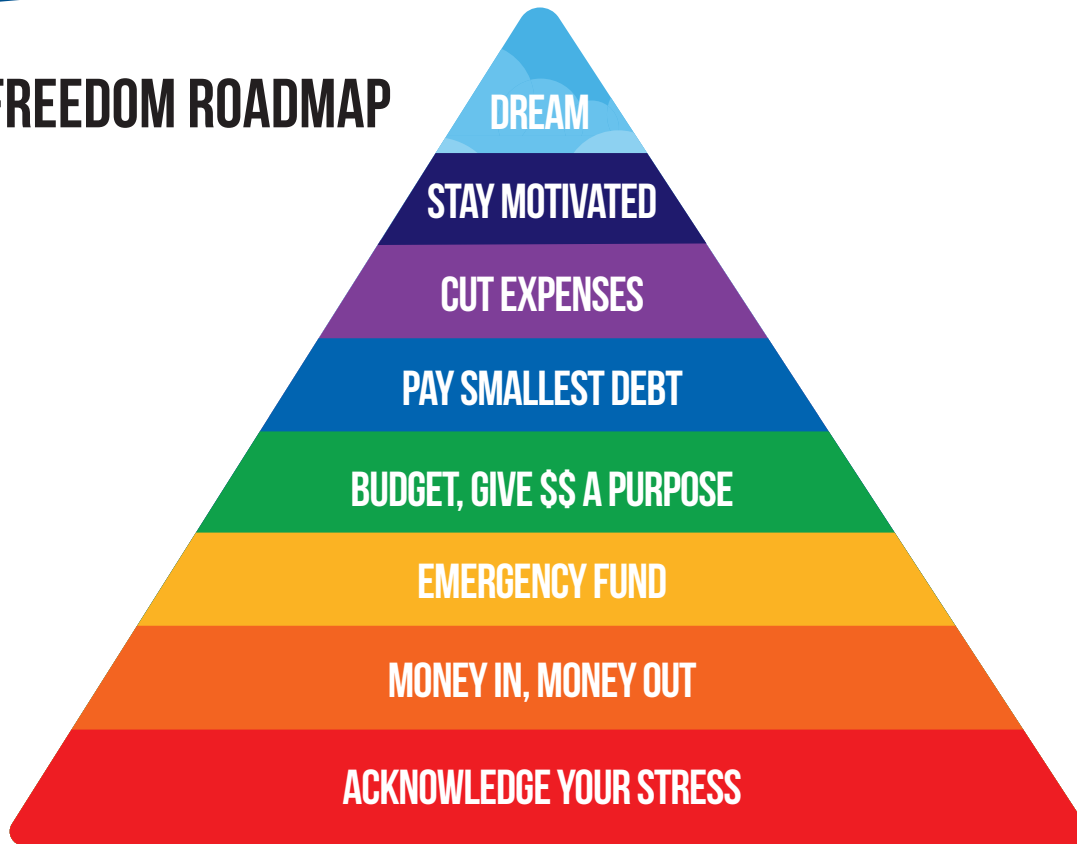 FREEDOM ROADMAP
DREAM
STAY MOTIVATED
CUT EXPENSES
PAY SMALLEST DEBT
BUDGET, GIVE $$ A PURPOSE
EMERGENCY FUND
MONEY IN, MONEY OUT
ACKNOWLEDGE YOUR STRESS